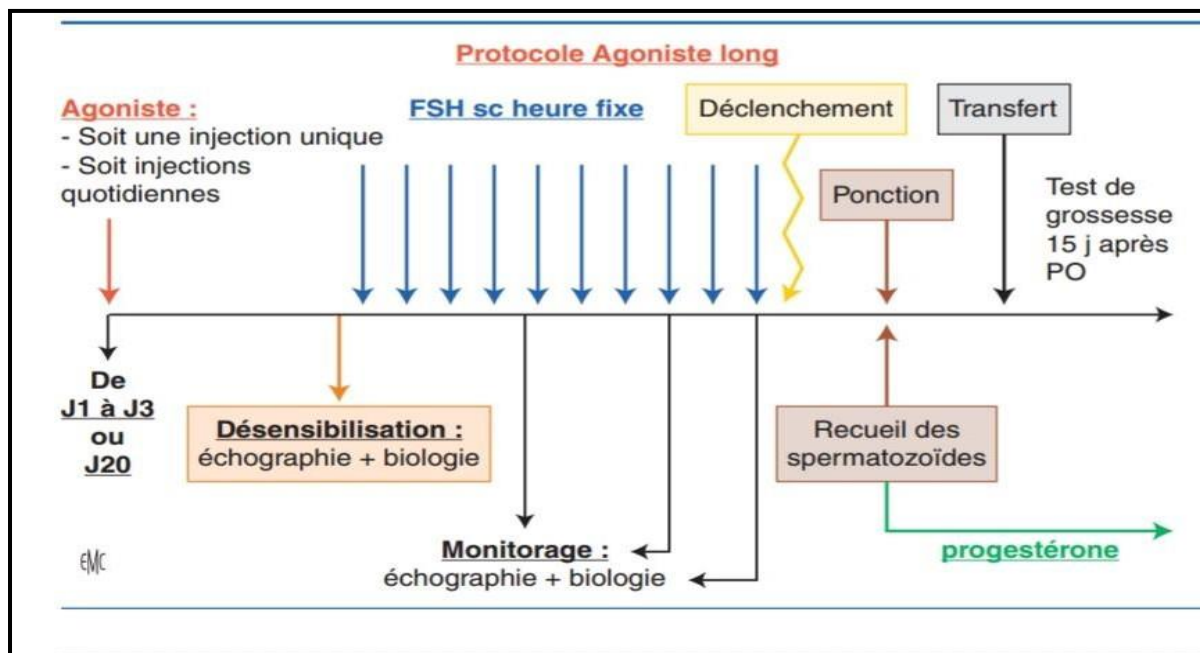 Protocole Agoniste long
Agoniste :
- Soit une injection unique
- Soit injections
quotidiennes
FSH sc heure fixe
Déclenchement
Transfert
Ponction
Test de
grossesse
15 j après
PO
De
J1 à J3
ou
J20
Désensibilisation :
échographie + biologie
Monitorage :
échographie + biologie
Recueil des
spermatozoïdes
progestérone
EMC